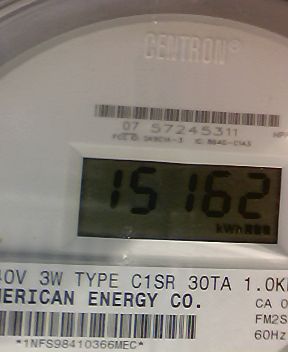 CENTRON®
07 57245311
15162
kWh
40V 3W TYPE C1SR 30TA 1.0K
MERICAN ENERGY CO.
CA 0
FM2S
60Hz
*1NFS98410366MEC*